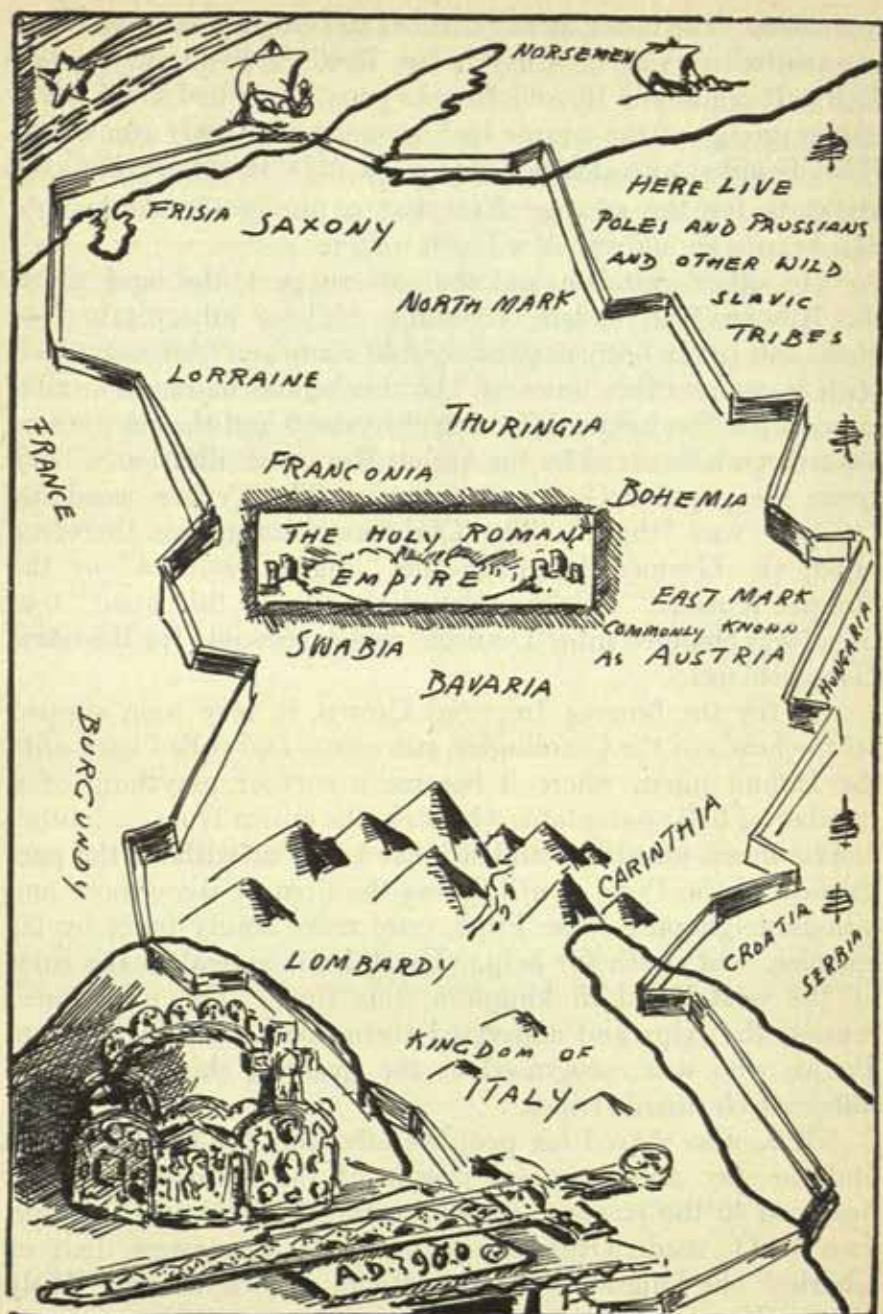 NORSEMEN
HERE LIVE
POLES AND PRUSSIANS
AND OTHER WILD
SLAVIC
TRIBES
FRISIA
SAXONY
NORTH MARK
LORRAINE
FRANCE
THURINGIA
FRANCONIA
BOHEMIA
THE HOLY ROMAN
EMPIRE
EAST MARK
COMMONLY KNOWN
AS AUSTRIA
HUNGARIA
SWABIA
BAVARIA
BURGUNDY
CARINTHIA
CROATIA
SERBIA
LOMBARDY
KINGDOM OF
ITALY
A.D. 900